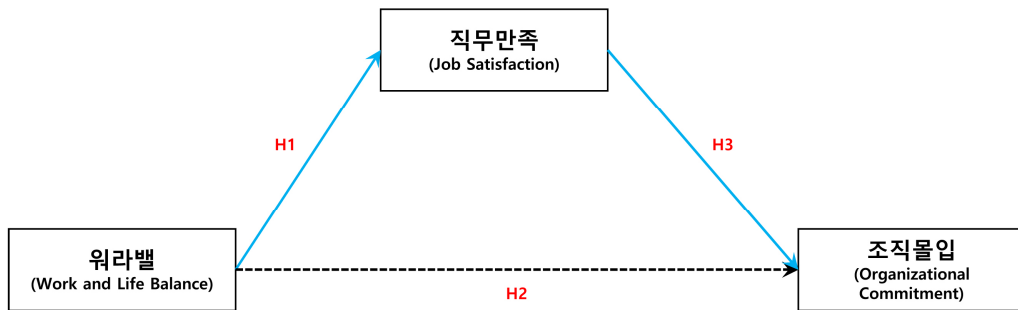 직무만족
(Job Satisfaction)
H1
H3
워라밸
(Work and Life Balance)
조직몰입
(Organizational
Commitment)
H2